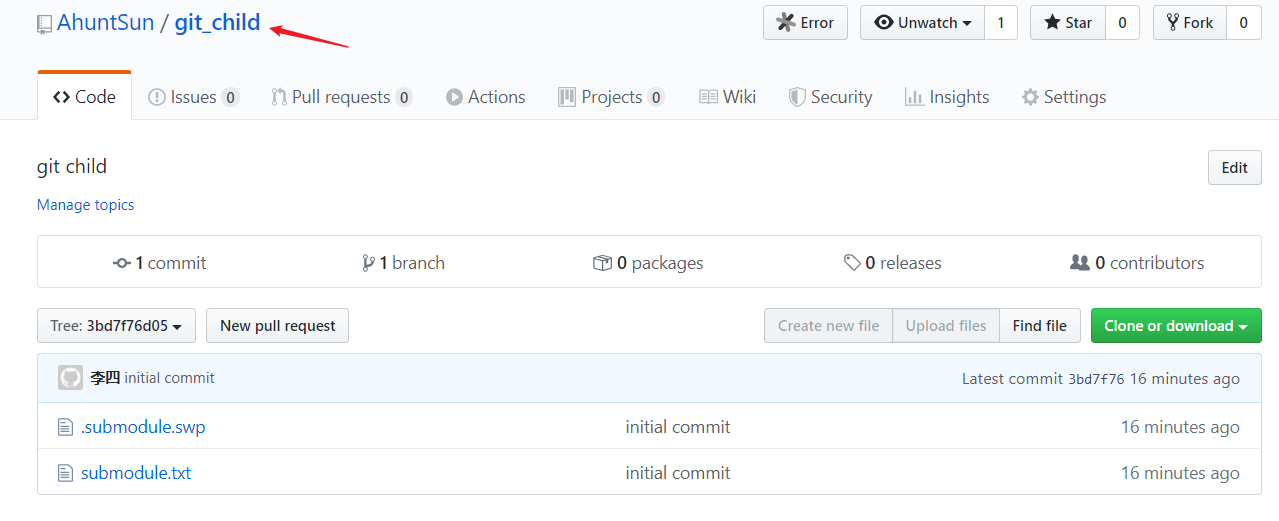 AhuntSun / git_child
Error
Unwatch 1
Star 0
Fork 0
Code
Issues 0
Pull requests 0
Actions
Projects 0
Wiki
Security
Insights
Settings
git child
Edit
Manage topics
1 commit
1 branch
0 packages
0 releases
0 contributors
Tree: 3bd7f76d05
New pull request
Create new file
Upload files
Find file
Clone or download
李四 initial commit
Latest commit 3bd7f76 16 minutes ago
.submodule.swp
initial commit
16 minutes ago
submodule.txt
initial commit
16 minutes ago